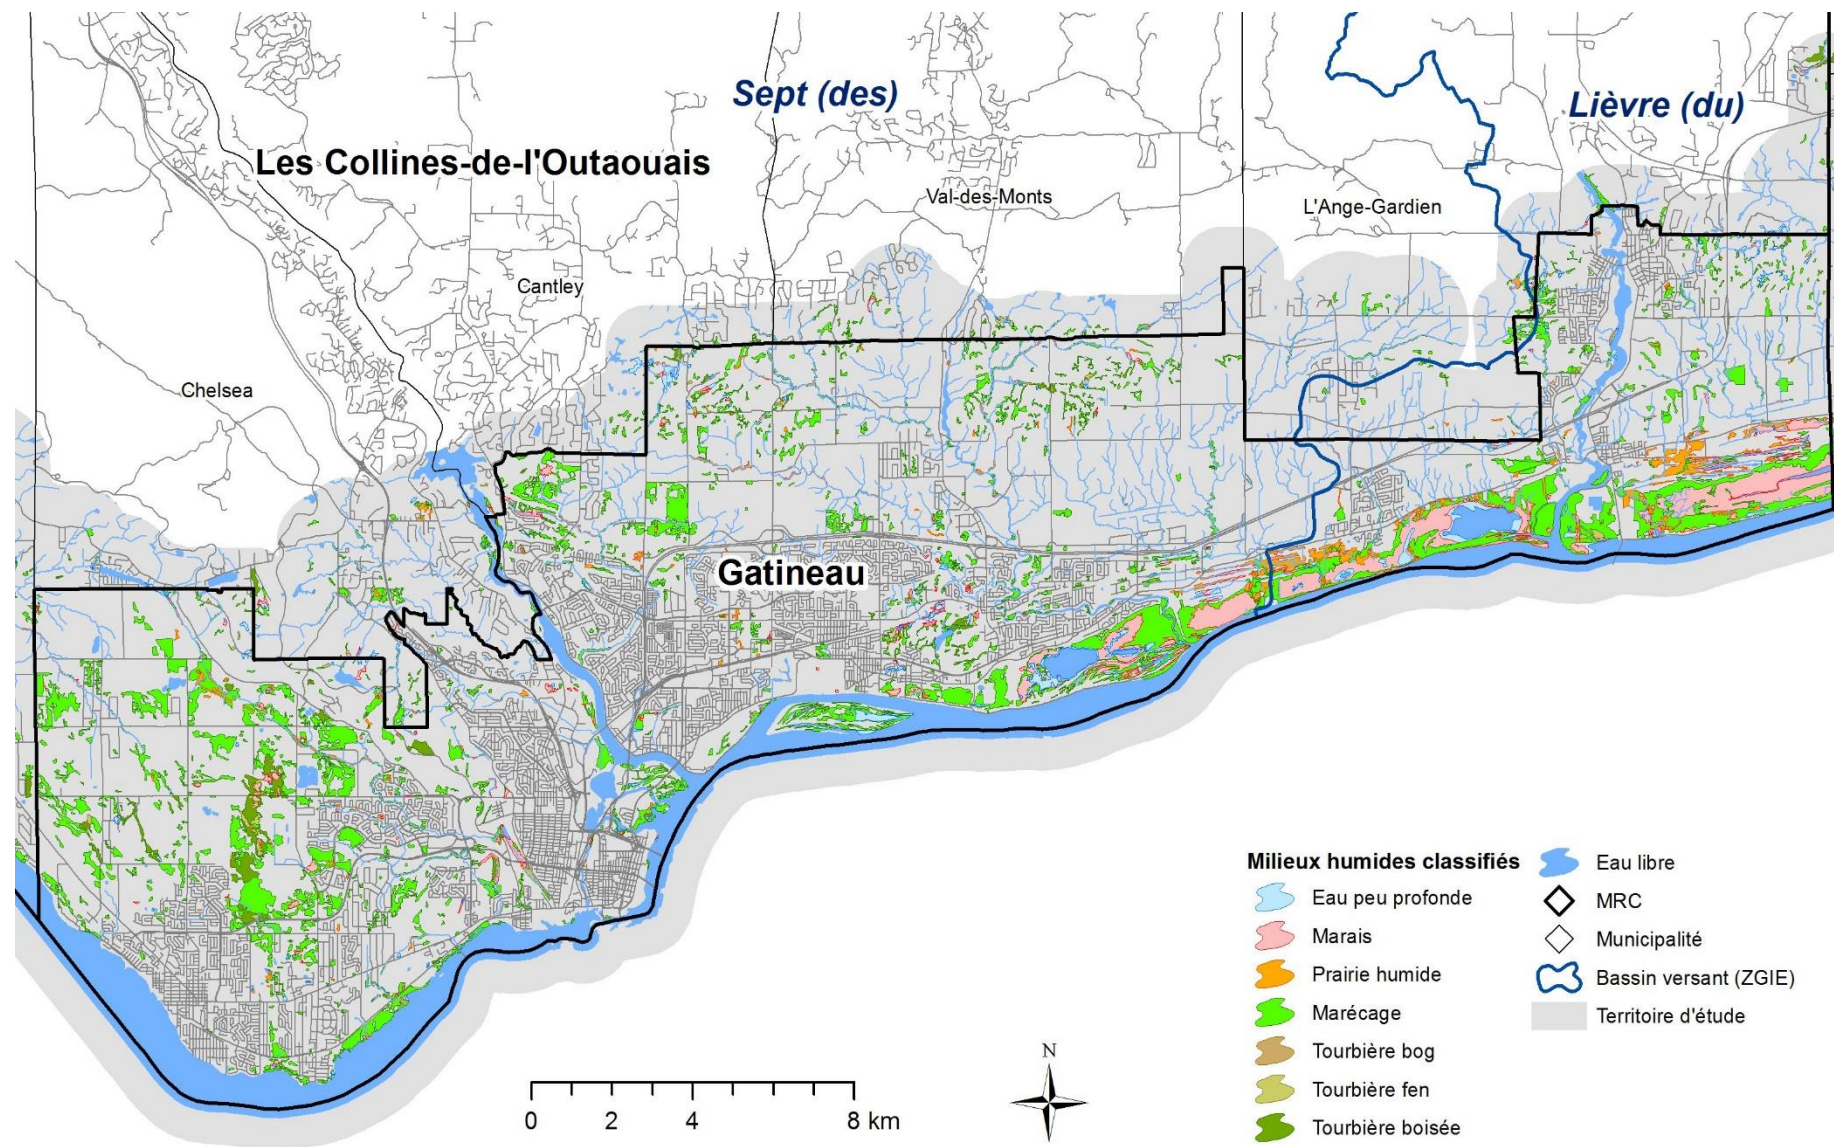 Sept (des)
Lièvre (du)
Les Collines-de-l'Outaouais
Val-des-Monts
L'Ange-Gardien
Cantley
Chelsea
Gatineau
Milieux humides classifiés
Eau peu profonde
Marais
Prairie humide
Marécage
Tourbière bog
Tourbière fen
Tourbière boisée
Eau libre
MRC
Municipalité
Bassin versant (ZGIE)
Territoire d'étude
N
0 2 4 8 km